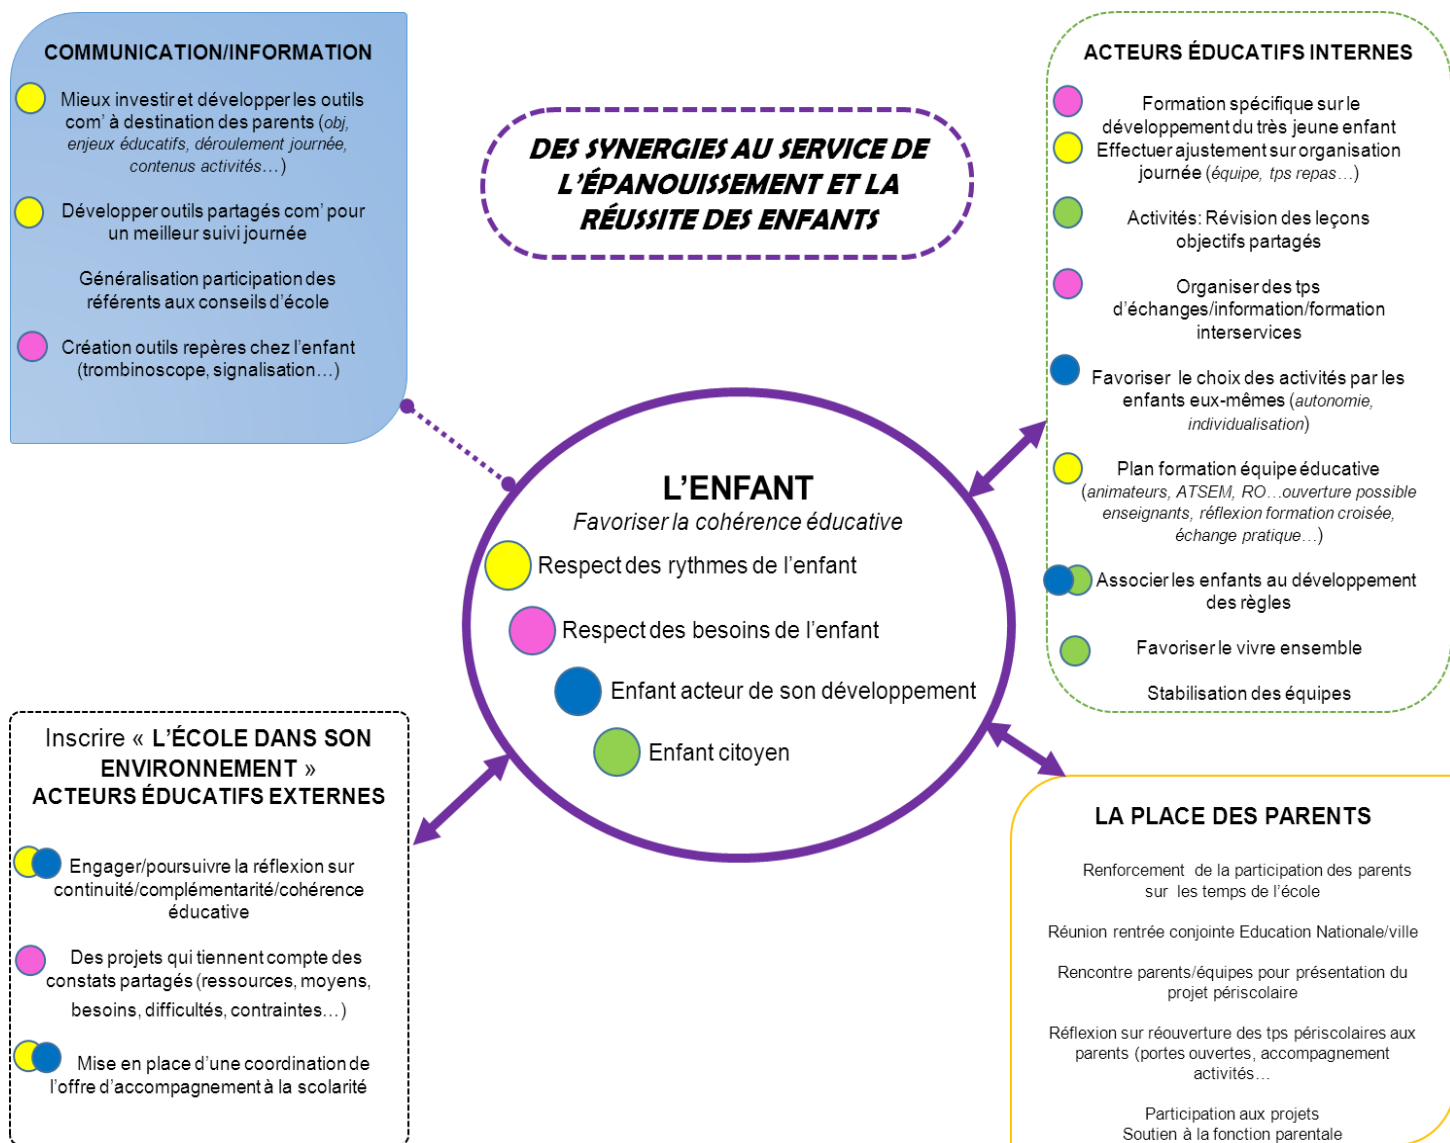 COMMUNICATION/INFORMATION
Mieux investir et développer les outils
com' à destination des parents (obj,
enjeux éducatifs, déroulement journée,
contenus activités…)
Développer outils partagés com' pour
un meilleur suivi journée
Généralisation participation des
référents aux conseils d'école
Création outils repères chez l'enfant
(trombinoscope, signalisation…)
DES SYNERGIES AU SERVICE DE
L'ÉPANOUISSEMENT ET LA
RÉUSSITE DES ENFANTS
ACTEURS ÉDUCATIFS INTERNES
Formation spécifique sur le
développement du très jeune enfant
Effectuer ajustement sur organisation
journée (équipe, tps repas…)
Activités: Révision des leçons
objectifs partagés
Organiser des tps
d'échanges/information/formation
interservices
Favoriser le choix des activités par les
enfants eux-mêmes (autonomie,
individualisation)
Plan formation équipe éducative
(animateurs, ATSEM, RO…ouverture possible
enseignants, réflexion formation croisée,
échange pratique…)
Associer les enfants au développement
des règles
Favoriser le vivre ensemble
Stabilisation des équipes
L'ENFANT
Favoriser la cohérence éducative
Respect des rythmes de l'enfant
Respect des besoins de l'enfant
Enfant acteur de son développement
Enfant citoyen
Inscrire « L'ÉCOLE DANS SON
ENVIRONNEMENT »
ACTEURS ÉDUCATIFS EXTERNES
Engager/poursuivre la réflexion sur
continuité/complémentarité/cohérence
éducative
Des projets qui tiennent compte des
constats partagés (ressources, moyens,
besoins, difficultés, contraintes…)
Mise en place d'une coordination de
l'offre d'accompagnement à la scolarité
LA PLACE DES PARENTS
Renforcement de la participation des parents
sur les temps de l'école
Réunion rentrée conjointe Education Nationale/ville
Rencontre parents/équipes pour présentation du
projet périscolaire
Réflexion sur réouverture des tps périscolaires aux
parents (portes ouvertes, accompagnement
activités…
Participation aux projets
Soutien à la fonction parentale